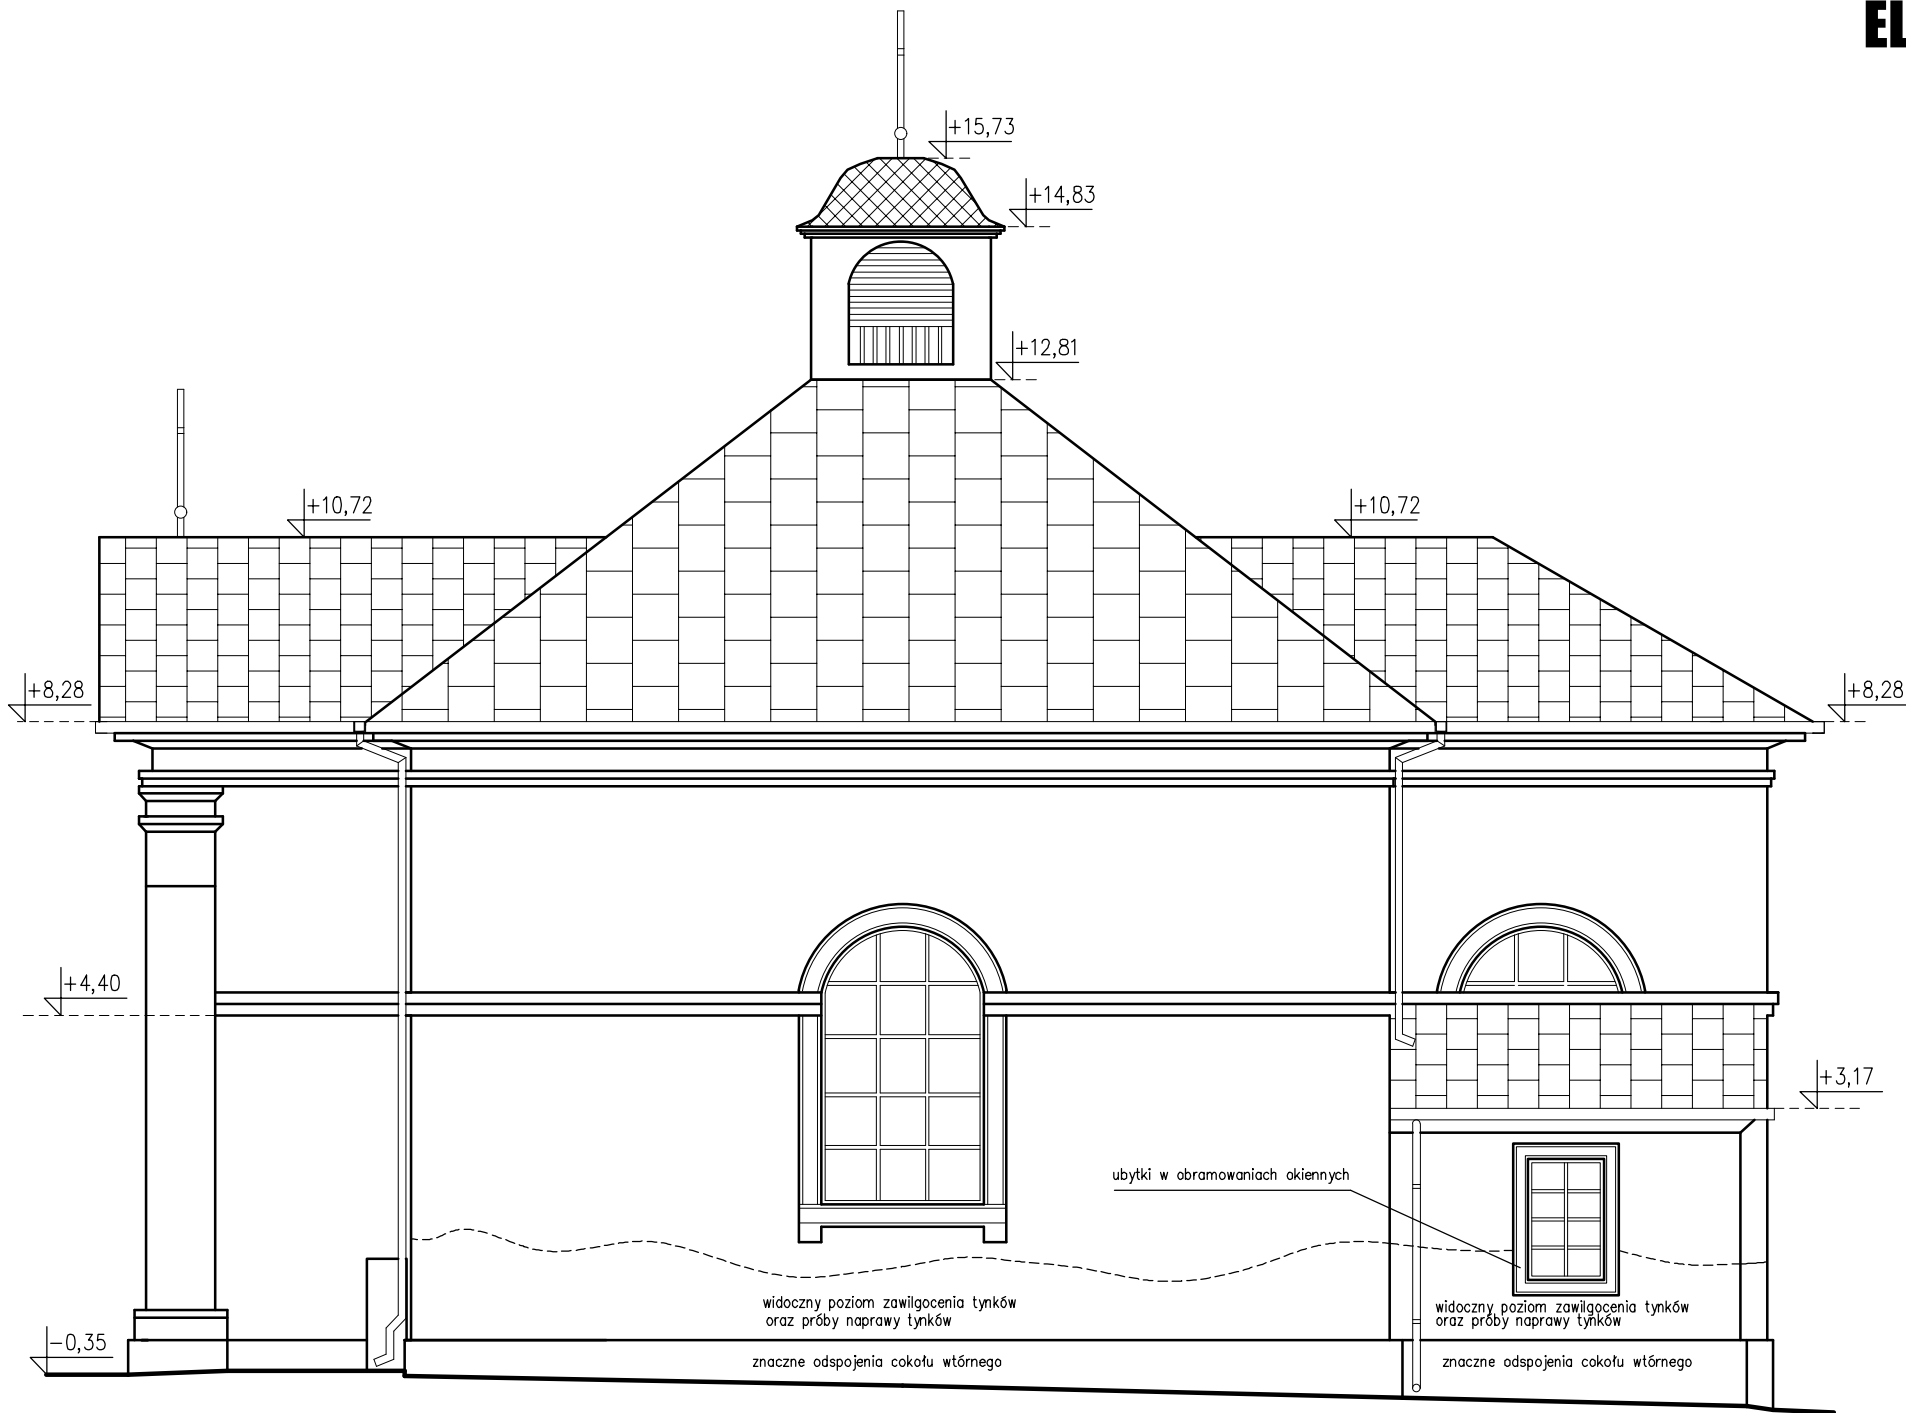 EL
+15,73
+14,83
+12,81
+10,72
+10,72
+8,28
+8,28
+4,40
+3,17
ubytki w obramowaniach okiennych
widoczny poziom zawilgocenia tynków
oraz próby naprawy tynków
widoczny poziom zawilgocenia tynków
oraz próby naprawy tynków
-0,35
znaczne odspojenia cokołu wtórnego
znaczne odspojenia cokołu wtórnego